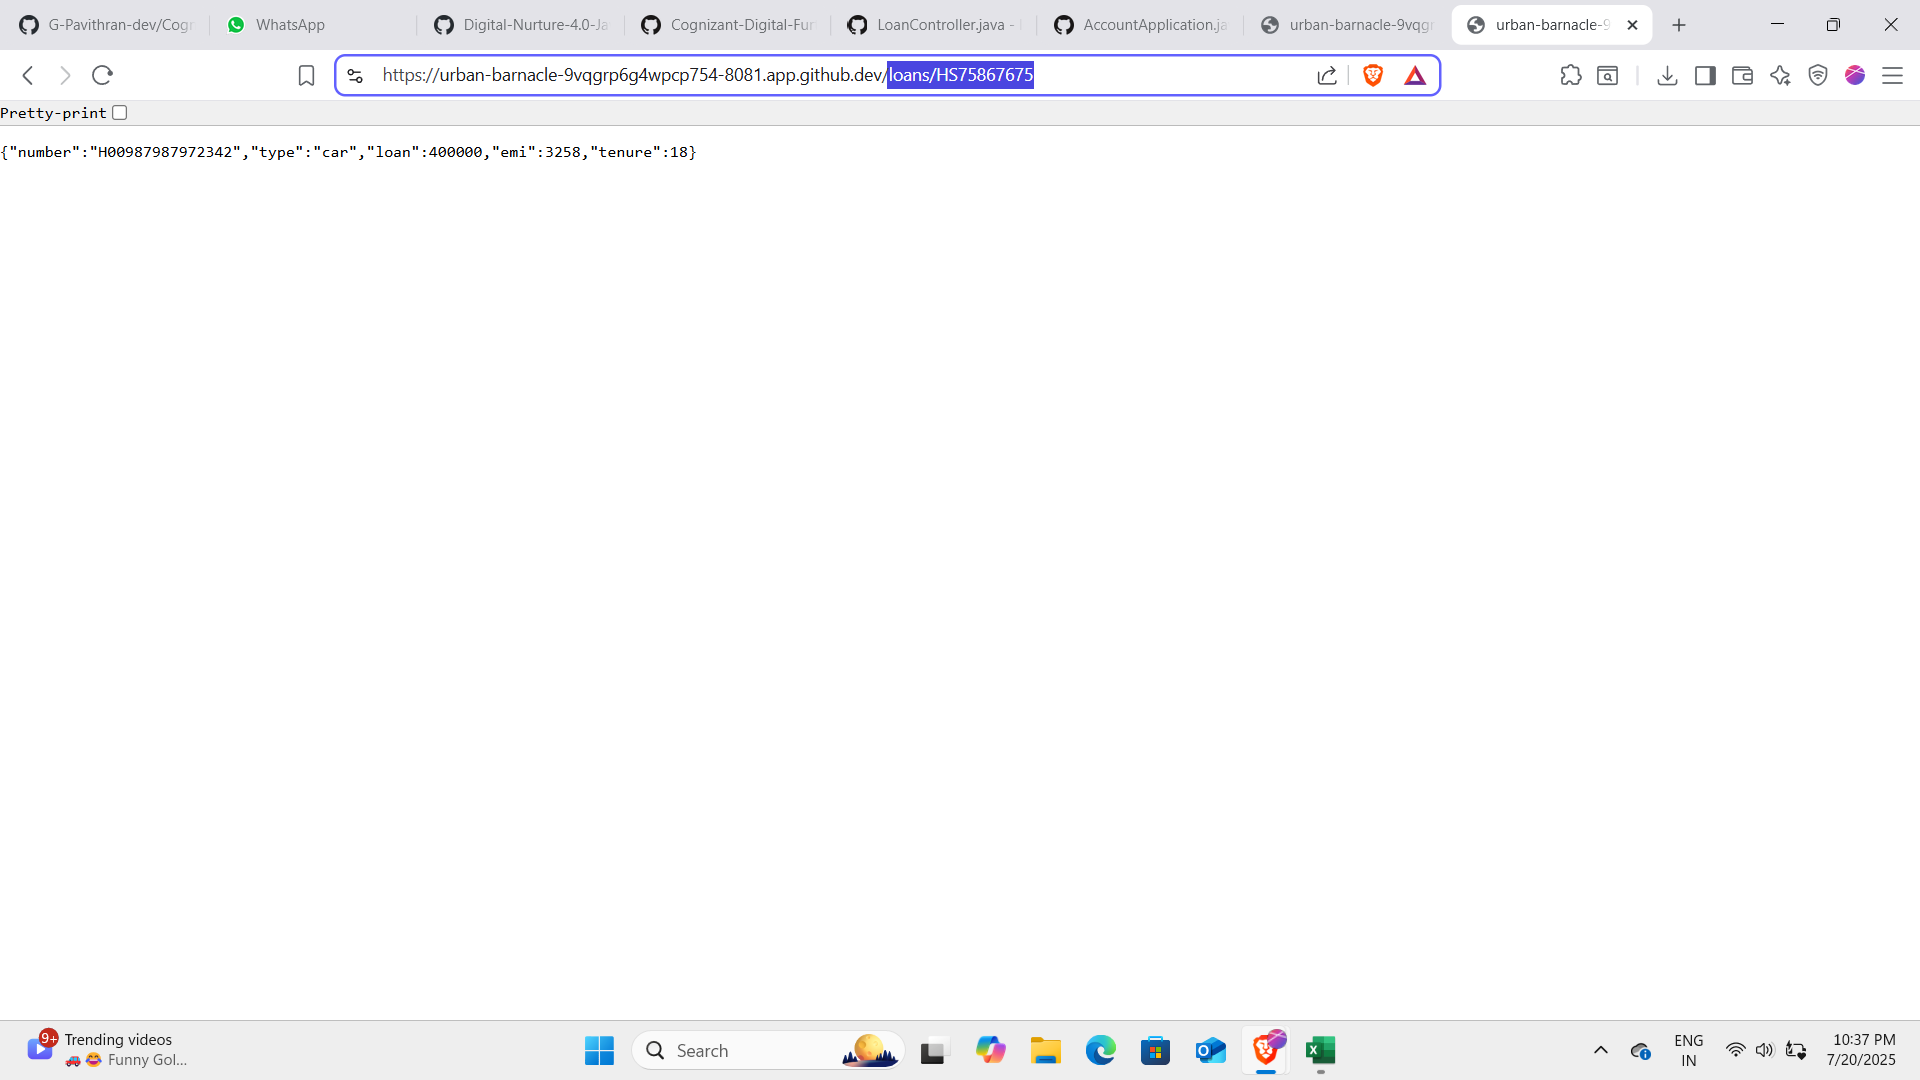 G-Pavithran-dev/Cogn
WhatsApp
Digital-Nurture-4.0-Ja
Cognizant-Digital-Fur
LoanController.java -
AccountApplication.ja
urban-barnacle-9vqgr
urban-barnacle-9
https://urban-barnacle-9vqgrp6g4wpcp754-8081.app.github.dev/loans/HS75867675
Pretty-print
{"number":"H00987987972342","type":"car","loan":400000,"emi":3258,"tenure":18}
9+
Trending videos
Funny Gol...
Search
ENG
IN
10:37 PM
7/20/2025